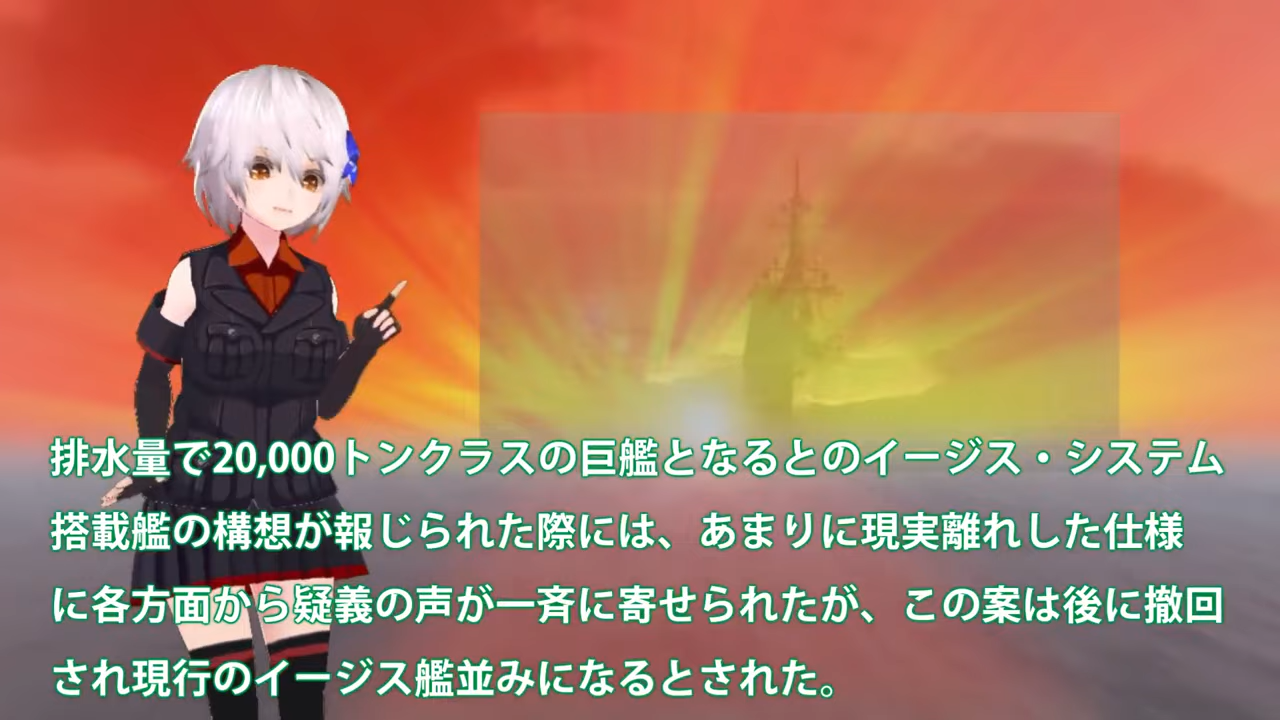 排水量で20,000トンクラスの巨艦となるとのイージス・システム
搭載艦の構想が報じられた際には、あまりに現実離れした仕様
に各方面から疑義の声が一斉に寄せられたが、この案は後に撤回
され現行のイージス艦並みになるとされた。